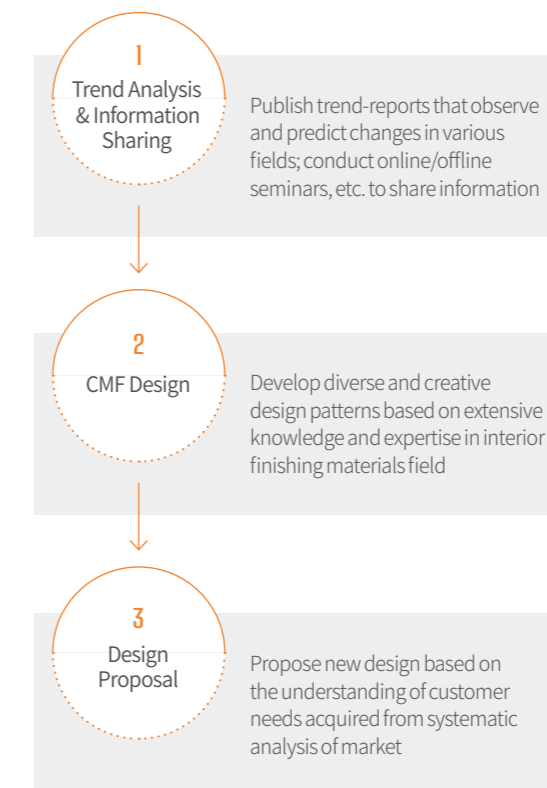 1
Trend Analysis
& Information
Sharing
Publish trend-reports that observe
and predict changes in various
fields; conduct online/offline
seminars, etc. to share information
2
CMF Design
Develop diverse and creative
design patterns based on extensive
knowledge and expertise in interior
finishing materials field
3
Design
Proposal
Propose new design based on
the understanding of customer
needs acquired from systematic
analysis of market